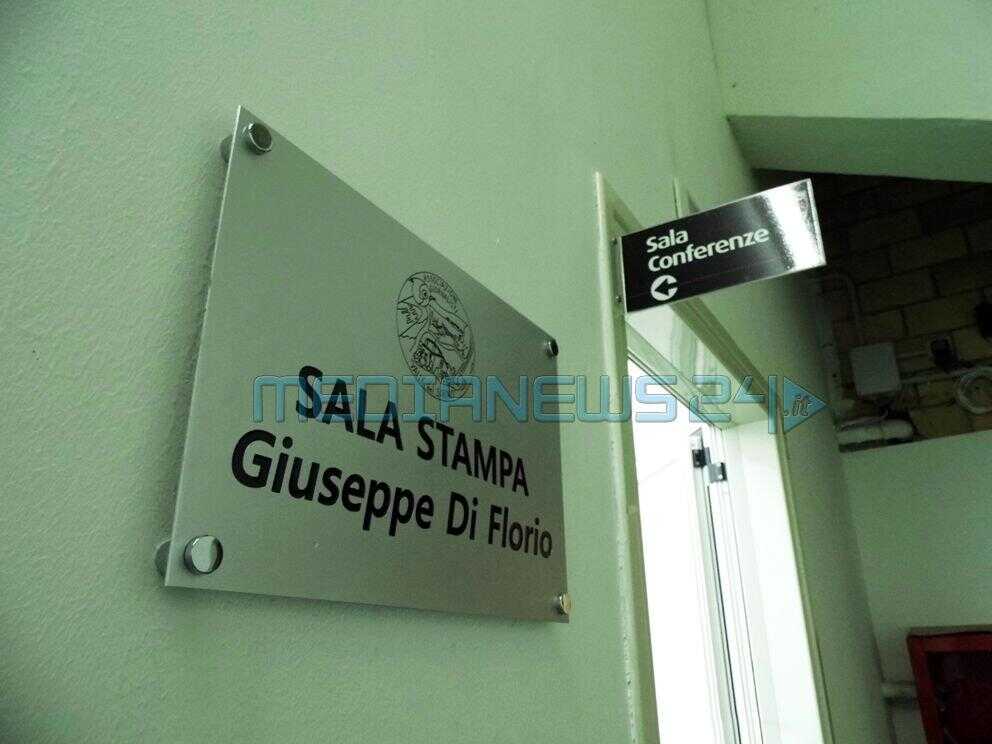 SALA STAMPA
Giuseppe Di Florio
Sala
Conferenze
MEDIANEWS24.it